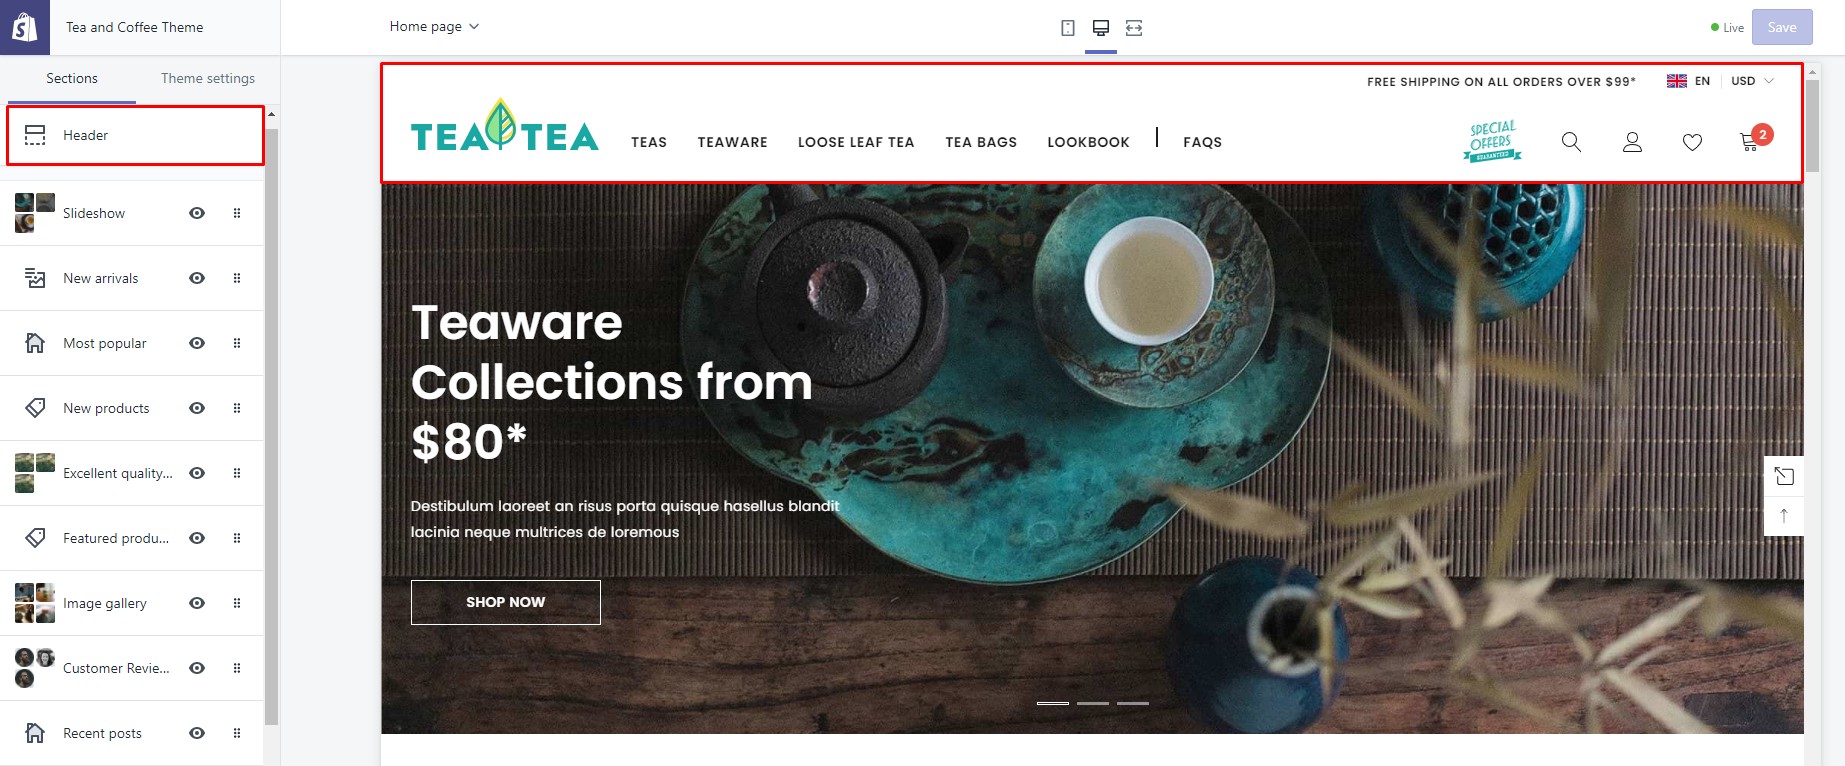 Tea and Coffee Theme
Home page
Live
Save
Sections
Theme settings
Header
Slideshow
New arrivals
Most popular
New products
Excellent quality...
Featured produ...
Image gallery
Customer Revie...
Recent posts
FREE SHIPPING ON ALL ORDERS OVER $99*
EN
USD
TEA TEA
TEAS
TEAWARE
LOOSE LEAF TEA
TEA BAGS
LOOKBOOK
FAQS
SPECIAL
OFFERS
GUARANTEED
2
Teaware
Collections from
$80*
Destibulum laoreet an risus porta quisque hasellus blandit
lacinia neque multrices de loremous
SHOP NOW